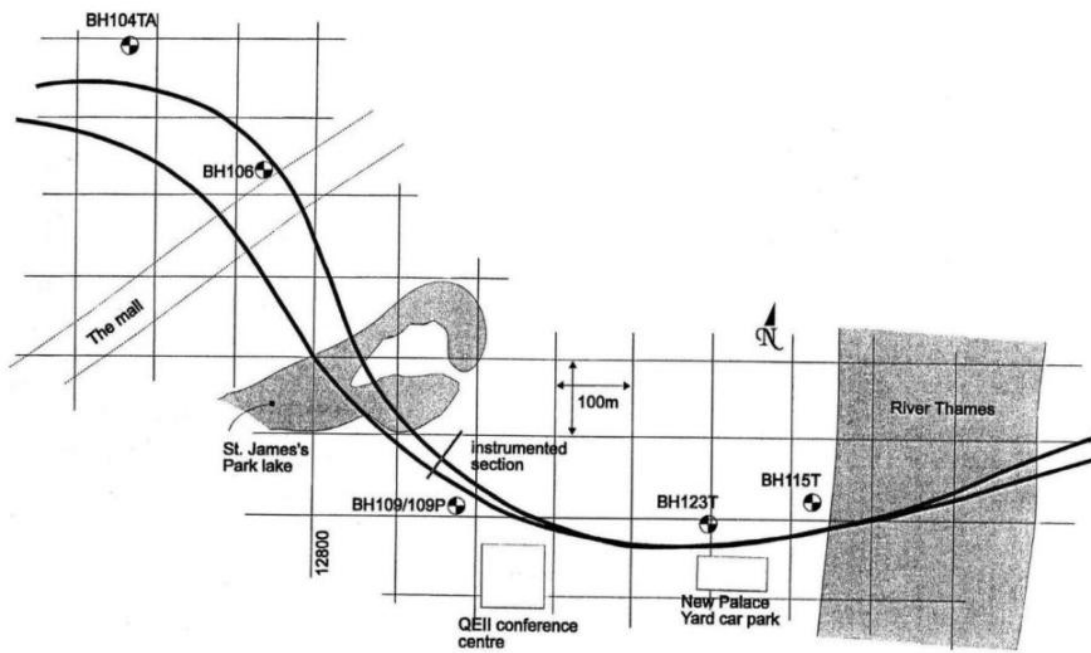 BH104TA
BH106
The mall
N
100m
River Thames
St. James's
Park lake
instrumented
section
BH115T
BH109/109P
BH123T
12800
QEII conference
centre
New Palace
Yard car park